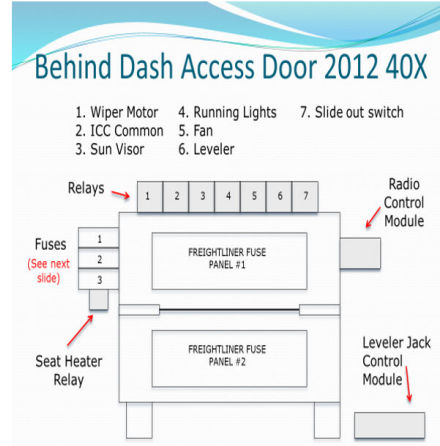 Behind Dash Access Door 2012 40X
1. Wiper Motor 4. Running Lights 7. Slide out switch
2. ICC Common 5. Fan
3. Sun Visor 6. Leveler
Relays
1 2 3 4 5 6 7
Radio
Control
Module
Fuses
(See next
slide)
1
2
3
FREIGHTLINER FUSE
PANEL #1
Seat Heater
Relay
FREIGHTLINER FUSE
PANEL #2
Leveler Jack
Control
Module